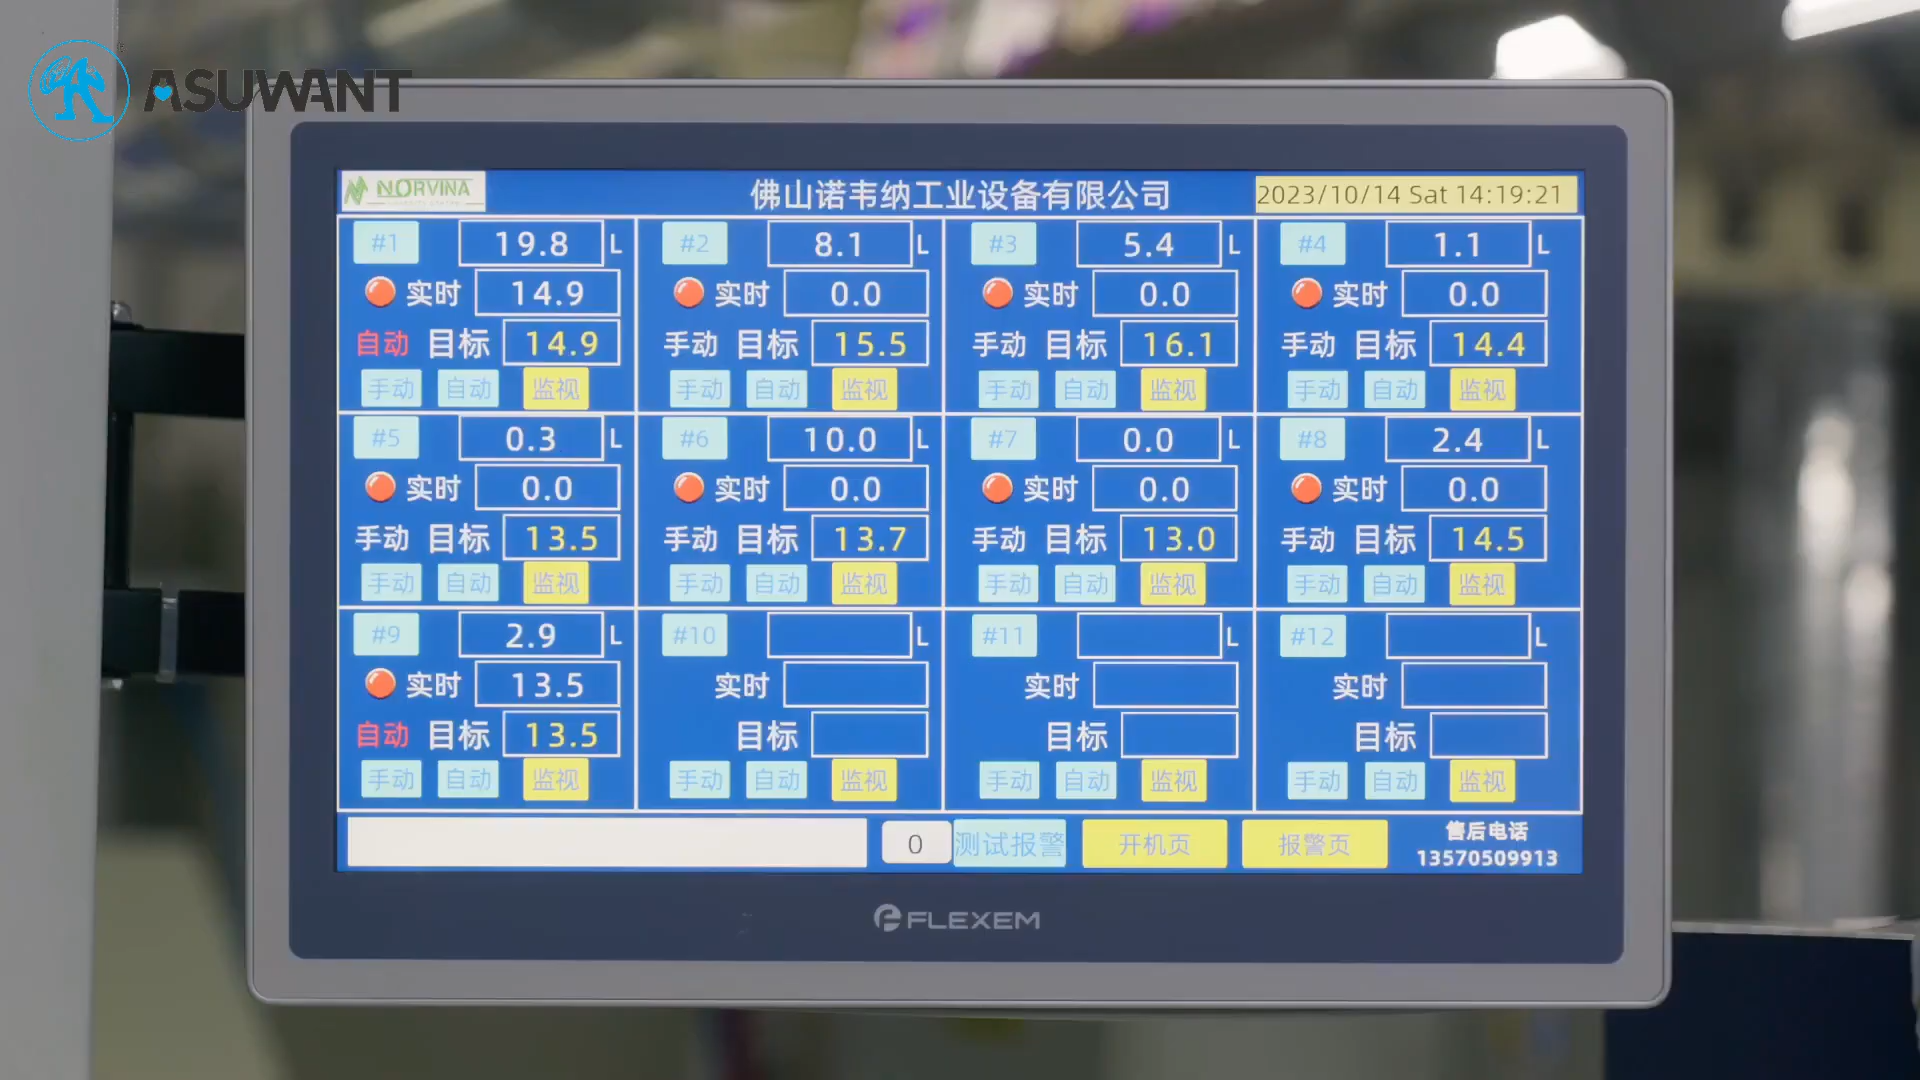 ASUWANT
NORVINA
佛山诺韦纳工业设备有限公司
2023/10/14 Sat 14:19:21
#1 19.8 L
实时 14.9
自动 目标 14.9
手动 自动 监视
#2 8.1 L
实时 0.0
手动 目标 15.5
手动 自动 监视
#3 5.4 L
实时 0.0
手动 目标 16.1
手动 自动 监视
#4 1.1 L
实时 0.0
手动 目标 14.4
手动 自动 监视
#5 0.3 L
实时 0.0
手动 目标 13.5
手动 自动 监视
#6 10.0 L
实时 0.0
手动 目标 13.7
手动 自动 监视
#7 0.0 L
实时 0.0
手动 目标 13.0
手动 自动 监视
#8 2.4 L
实时 0.0
手动 目标 14.5
手动 自动 监视
#9 2.9 L
实时 13.5
自动 目标 13.5
手动 自动 监视
#10 L
实时
目标
手动 自动 监视
#11 L
实时
目标
手动 自动 监视
#12 L
实时
目标
手动 自动 监视
0 测试报警 开机页 报警页
售后电话
13570509913
FLEXEM